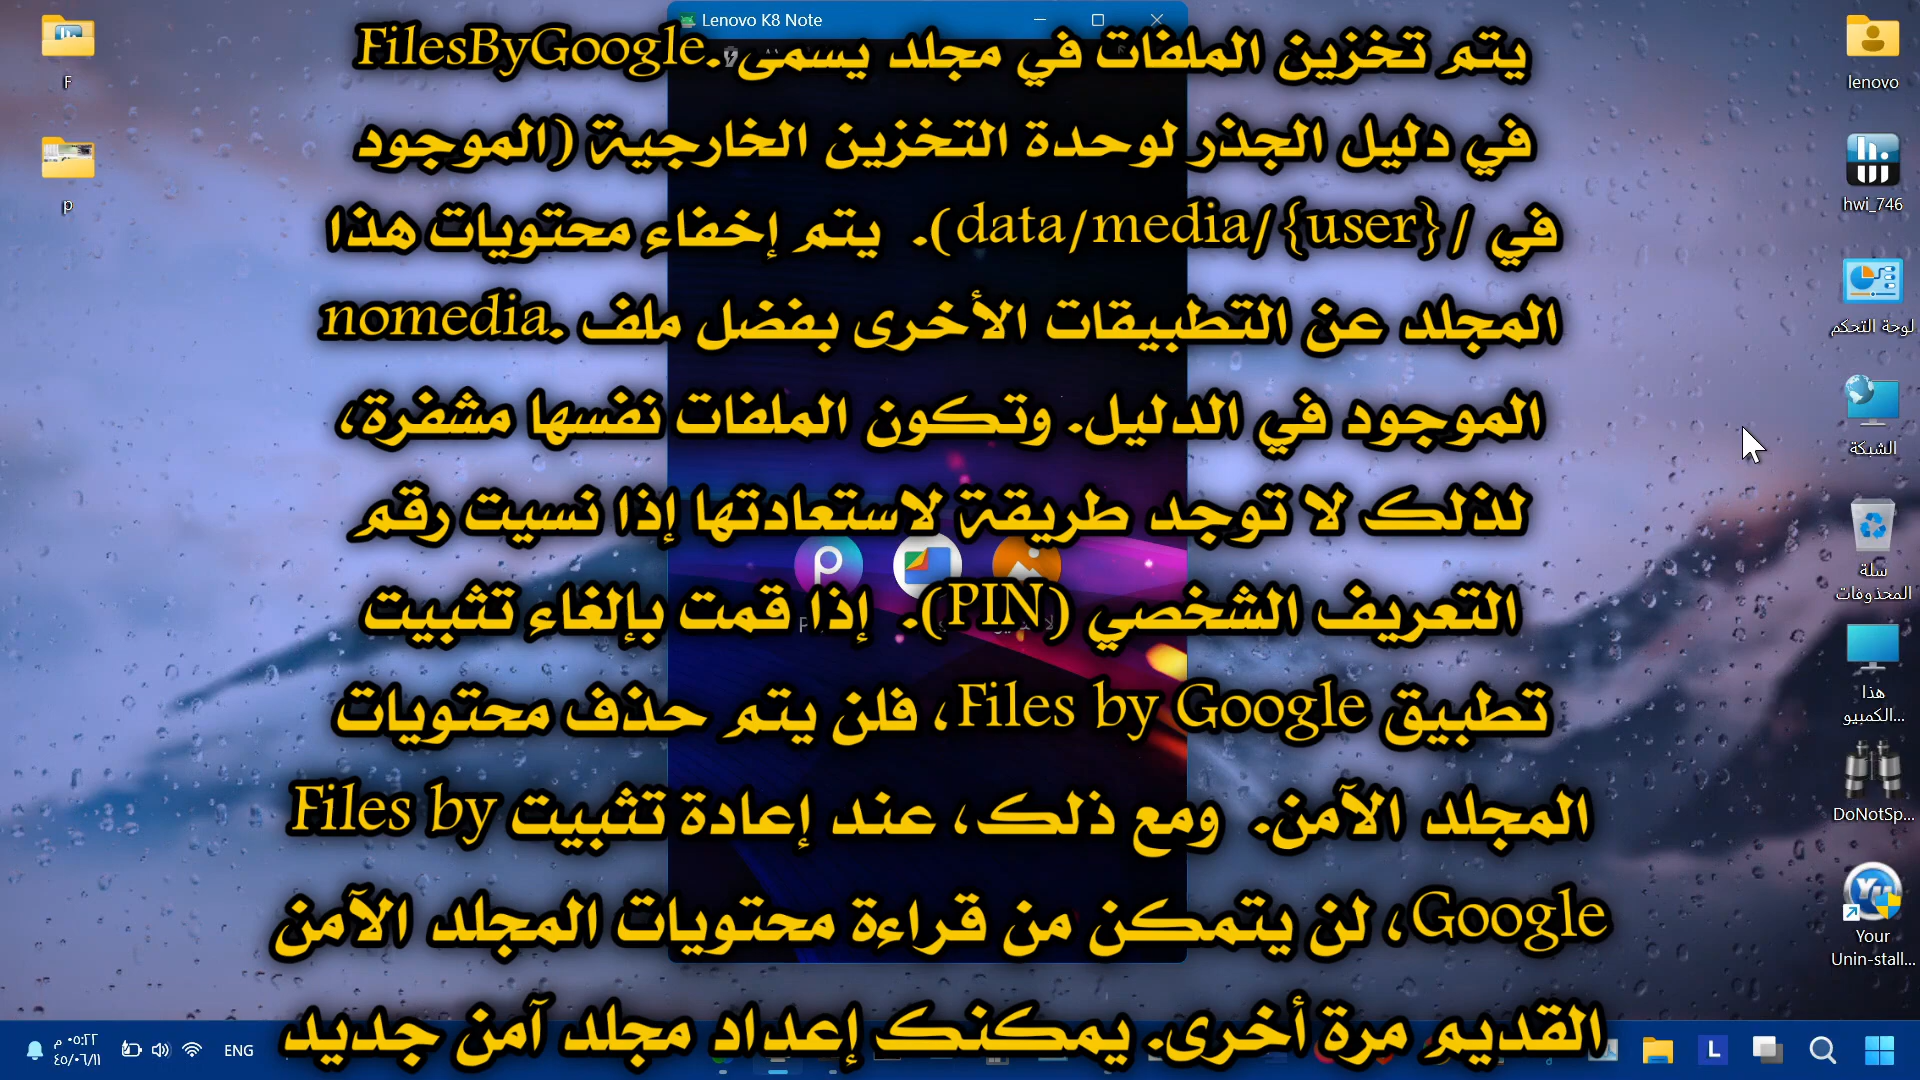 Lenovo K8 Note
يتم تخزين الملفات في مجلد يسمى .FilesByGoogle
في دليل الجذر لوحدة التخزين الخارجية (الموجود
في /data/media/{user}). يتم إخفاء محتويات هذا
المجلد عن التطبيقات الأخرى بفضل ملف .nomedia
الموجود في الدليل. وتكون الملفات نفسها مشفرة،
لذلك لا توجد طريقة لاستعادتها إذا نسيت رقم
التعريف الشخصي (PIN). إذا قمت بإلغاء تثبيت
تطبيق Files by Google، فلن يتم حذف محتويات
المجلد الآمن. ومع ذلك، عند إعادة تثبيت Files by
Google، لن يتمكن من قراءة محتويات المجلد الآمن
القديم مرة أخرى. يمكنك إعداد مجلد آمن جديد
lenovo
hwi_746
لوحة التحكم
الشبكة
سلة
المحذوفات
هذا
الكمبيو...
DoNotSp...
Your
Unin-stall...
F
p
ENG
٠٥:٢٢ م
٤٥/٠٦/١١